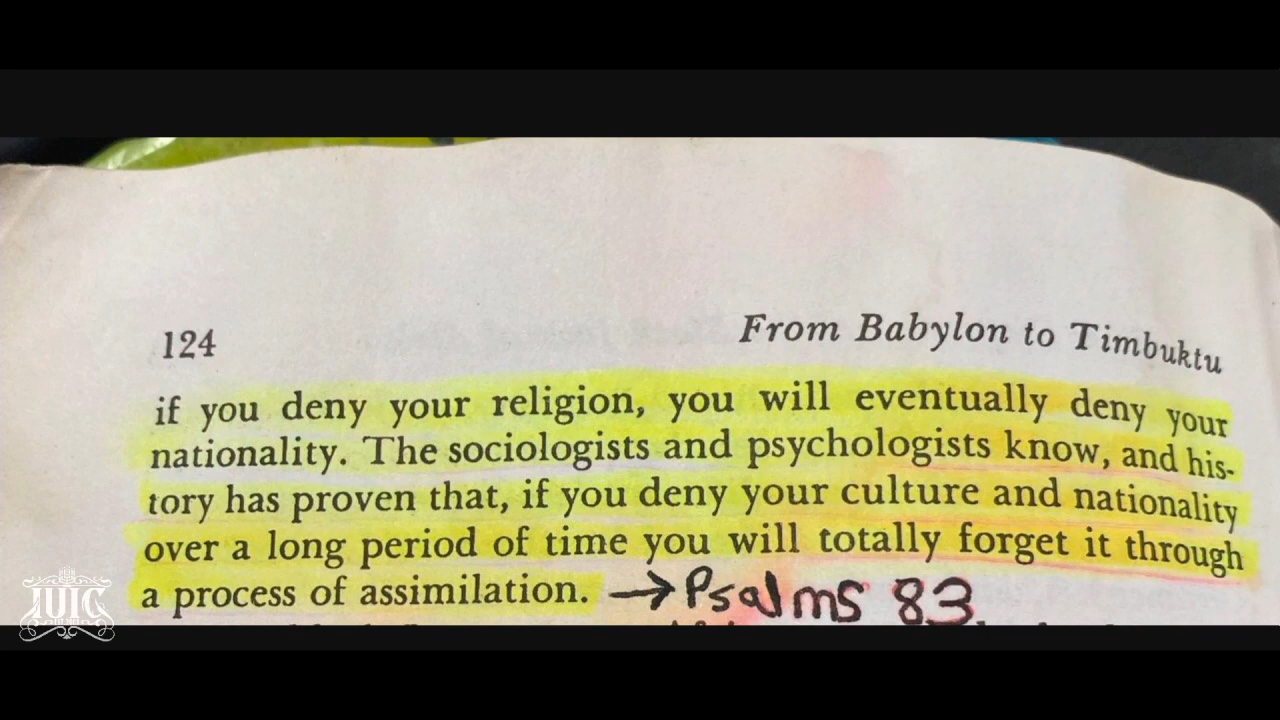 124 From Babylon to Timbuktu
if you deny your religion, you will eventually deny your
nationality. The sociologists and psychologists know, and his-
tory has proven that, if you deny your culture and nationality
over a long period of time you will totally forget it through
a process of assimilation. → Psalms 83
IUIC